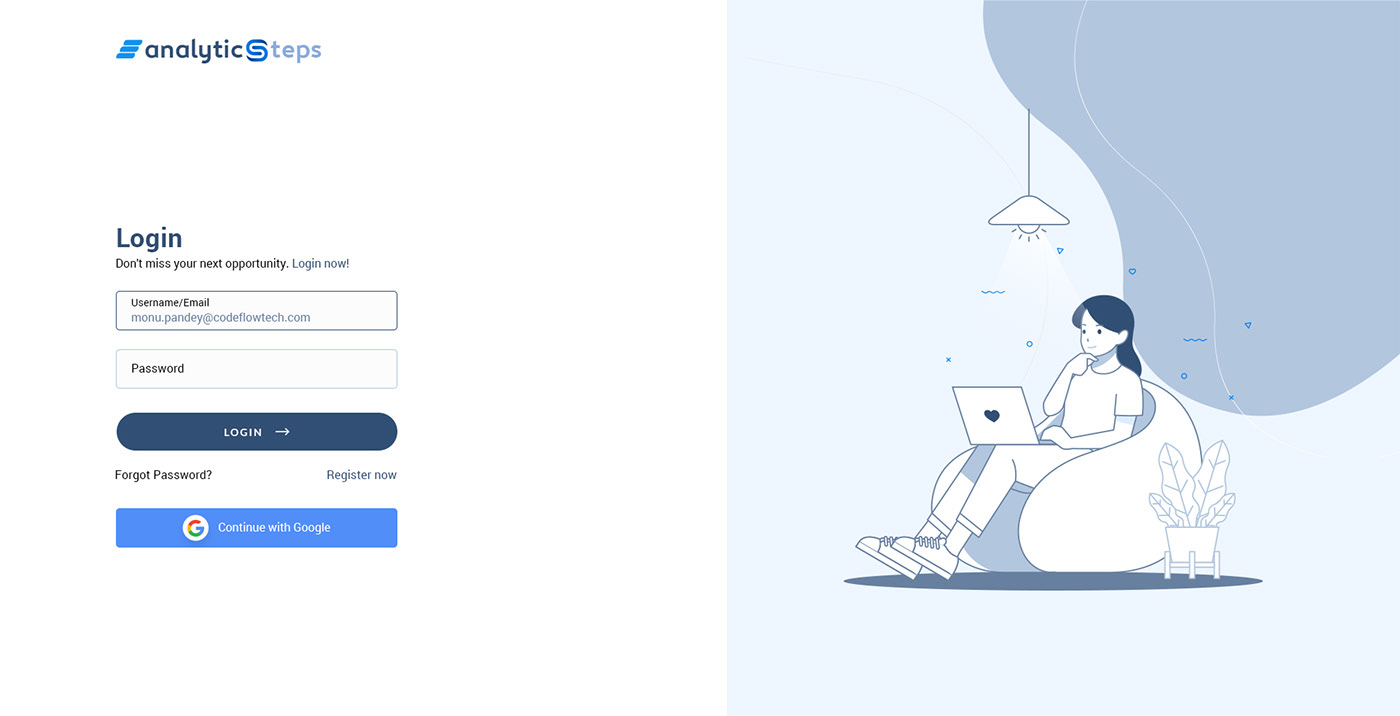 analyticSteps
Login
Don't miss your next opportunity. Login now!
Username/Email
monu.pandey@codeflowtech.com
Password
LOGIN →
Forgot Password? Register now
Continue with Google